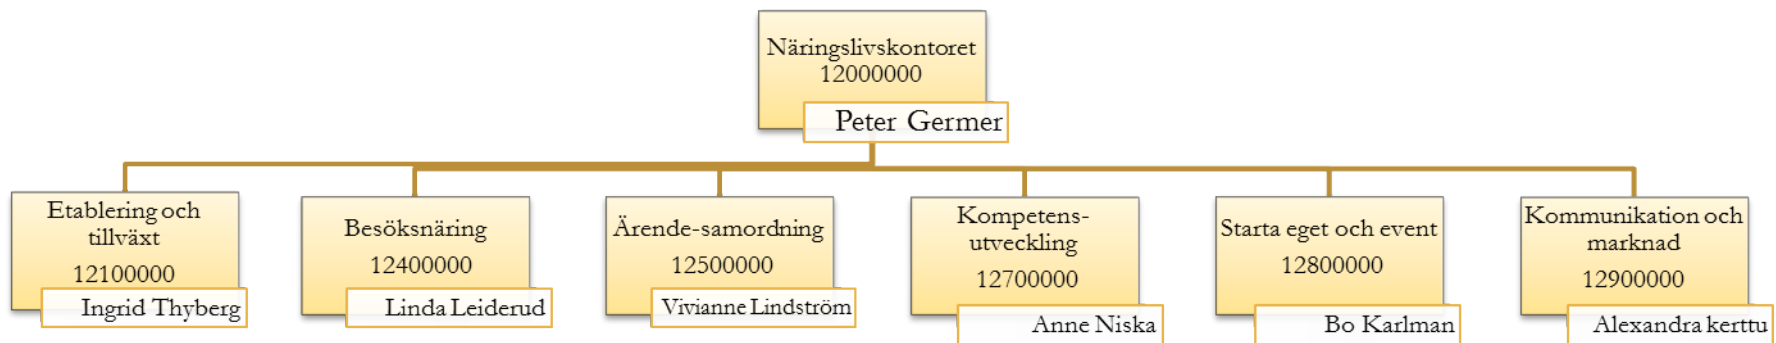 Näringslivskontoret
12000000
Peter Germer
Etablering och
tillväxt
12100000
Ingrid Thyberg
Besöksnäring
12400000
Linda Leiderud
Ärende-samordning
12500000
Vivianne Lindström
Kompetens-
utveckling
12700000
Anne Niska
Starta eget och event
12800000
Bo Karlman
Kommunikation och
marknad
12900000
Alexandra kerttu